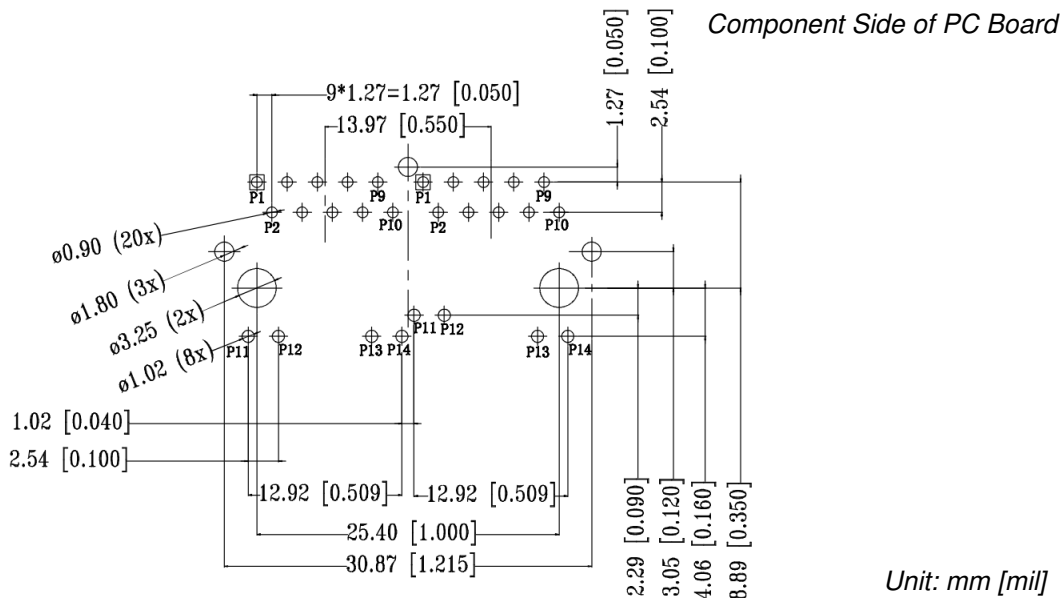 Component Side of PC Board
1.27 [0.050]
2.54 [0.100]
9*1.27=1.27 [0.050]
13.97 [0.550]
P1 P9 P1 P9
P2 P10 P2 P10
ø0.90 (20x)
ø1.80 (3x)
ø3.25 (2x)
ø1.02 (8x)
P11 P12
P11 P12 P13 P14 P13 P14
1.02 [0.040]
2.54 [0.100]
12.92 [0.509] 12.92 [0.509]
25.40 [1.000]
30.87 [1.215]
2.29 [0.090]
3.05 [0.120]
4.06 [0.160]
8.89 [0.350]
Unit: mm [mil]